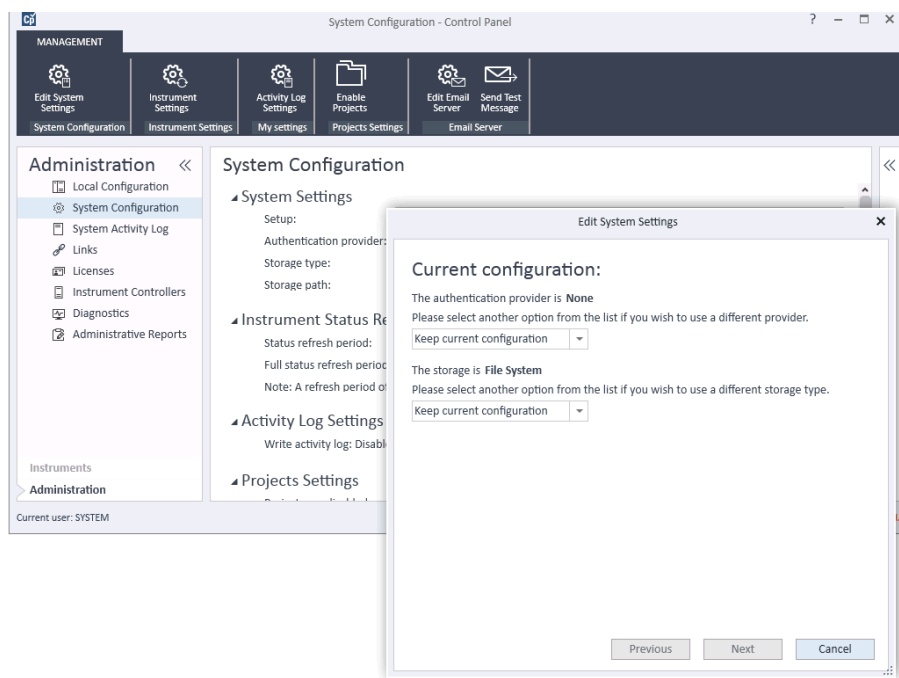 Cp
System Configuration - Control Panel
?
MANAGEMENT
Edit System
Settings
Instrument
Settings
Activity Log
Settings
Enable
Projects
Edit Email
Server
Send Test
Message
System Configuration
Instrument Settings
My settings
Projects Settings
Email Server
Administration
Local Configuration
System Configuration
System Activity Log
Links
Licenses
Instrument Controllers
Diagnostics
Administrative Reports
Instruments
Administration
Current user: SYSTEM
System Configuration
System Settings
Setup:
Authentication provider:
Storage type:
Storage path:
Instrument Status Re
Status refresh period:
Full status refresh period
Note: A refresh period o
Activity Log Settings
Write activity log: Disabl
Projects Settings
Edit System Settings
Current configuration:
The authentication provider is None
Please select another option from the list if you wish to use a different provider.
Keep current configuration
The storage is File System
Please select another option from the list if you wish to use a different storage type.
Keep current configuration
Previous
Next
Cancel